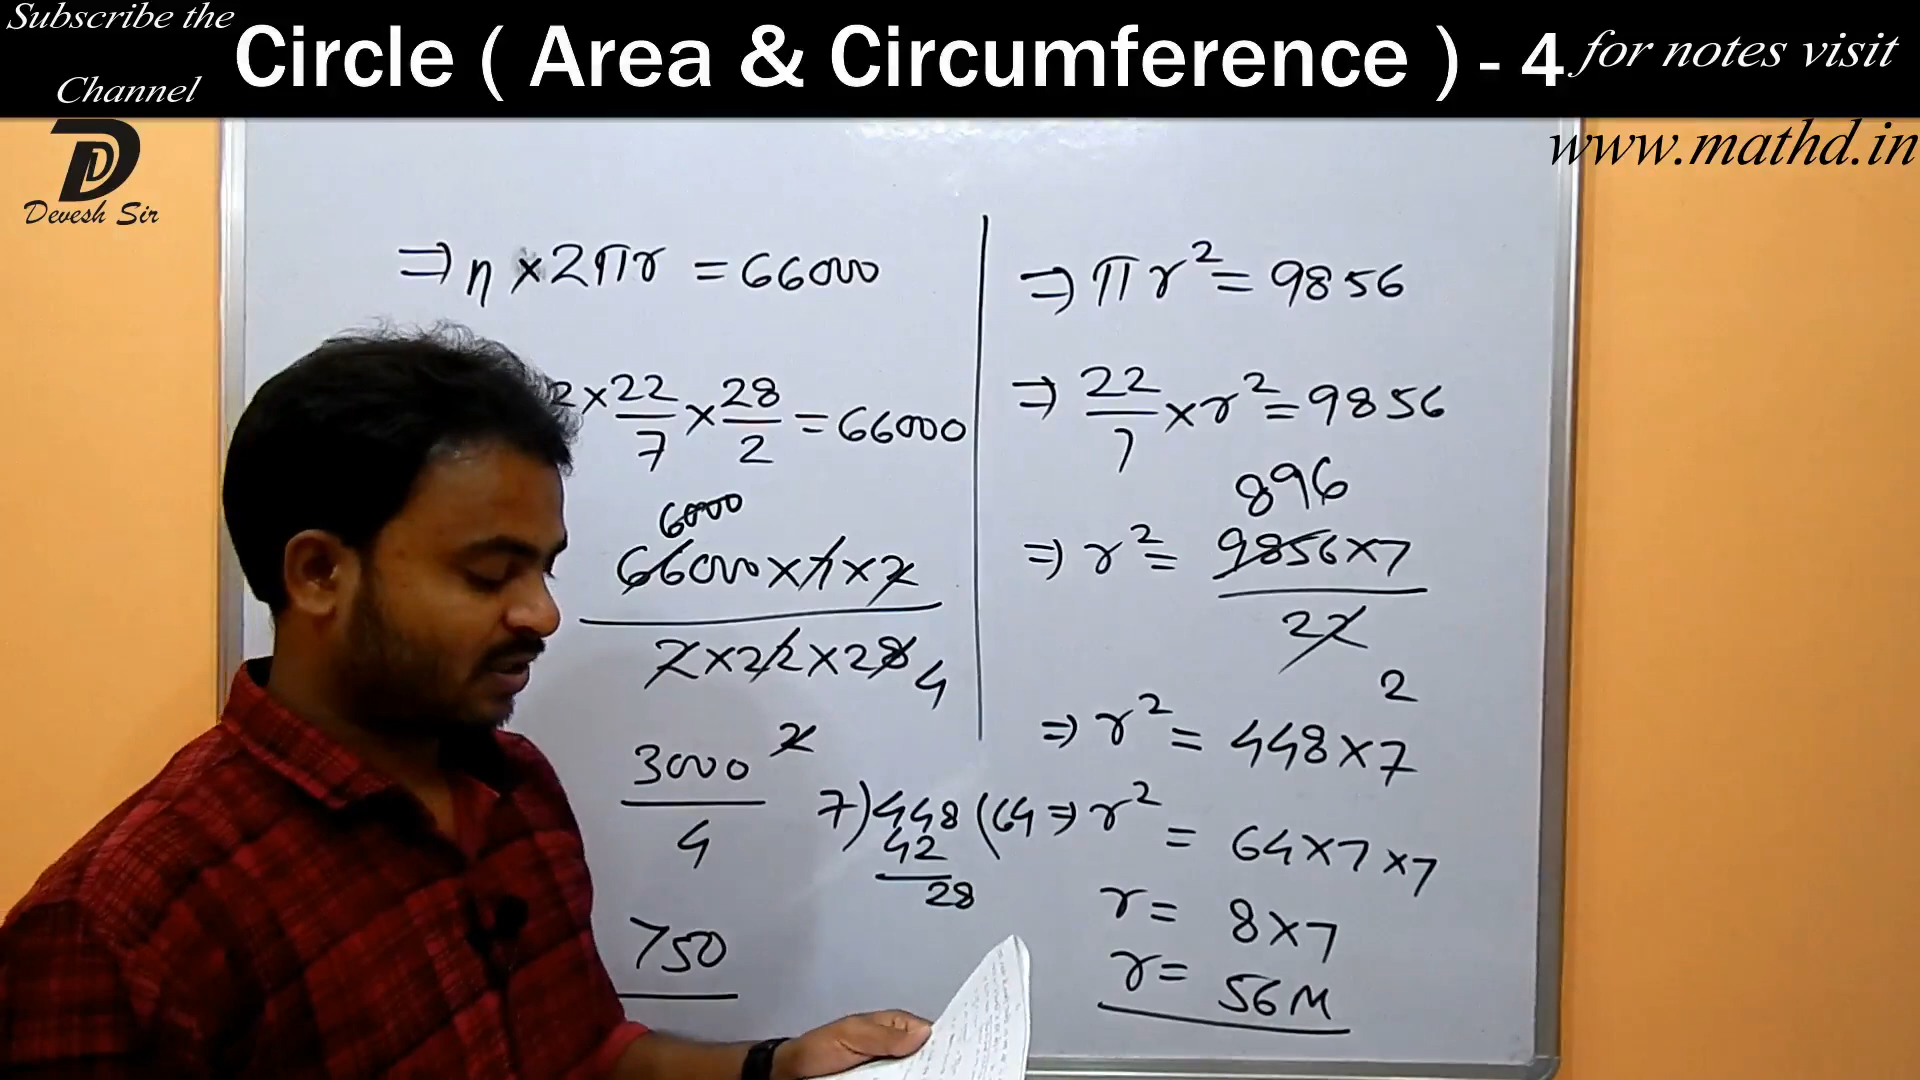 Subscribe the
Channel
Circle ( Area & Circumference ) - 4
for notes visit
www.mathd.in
D
Devesh Sir
⇒ n × 2πr = 66000
2 × 22/7 × 28/2 = 66000
6000
66000 × 7 × 2
2 × 22 × 28 4
2
3000
4
750
⇒ πr² = 9856
⇒ 22/7 × r² = 9856
896
⇒ r² = 9856×7
22
2
⇒ r² = 448×7
7)448(64
42
28
⇒ r² = 64×7×7
r = 8×7
r = 56M